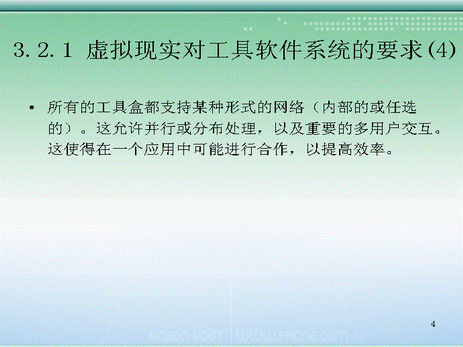 3.2.1 虚拟现实对工具软件系统的要求(4)
• 所有的工具盒都支持某种形式的网络（内部的或任选
的）。这允许并行或分布处理，以及重要的多用户交互。
这使得在一个应用中可能进行合作，以提高效率。
4